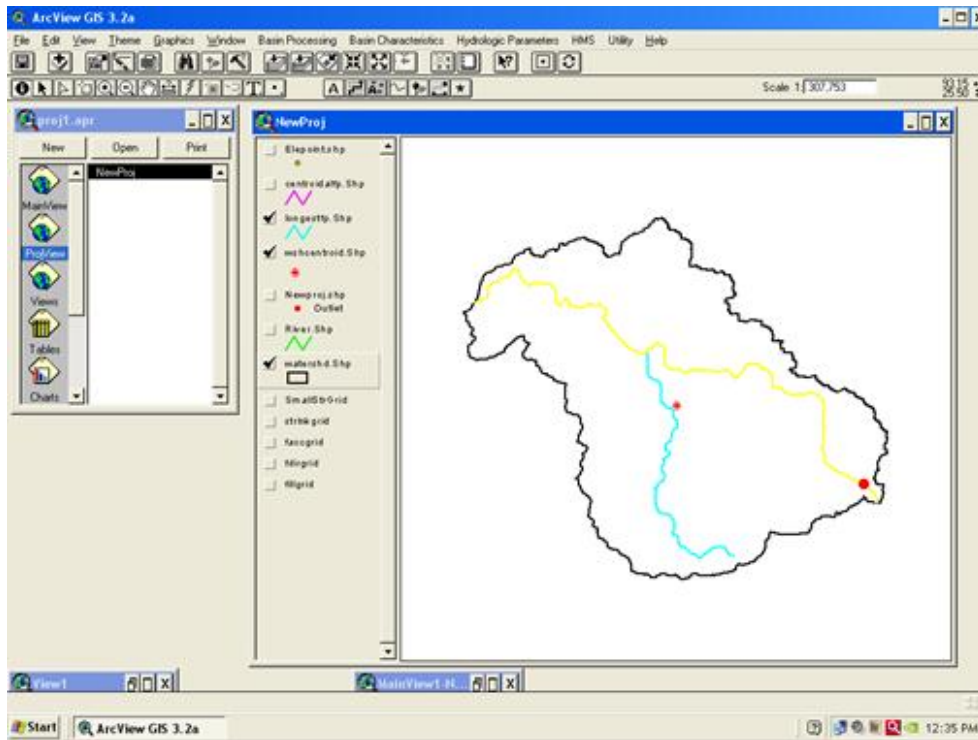 ArcView GIS 3.2a
File Edit View Theme Graphics Window Basin Processing Basin Characteristics Hydrologic Parameters HMS Utility Help
Scale 1: 307,753
proj1.apr
New Open Print
NewProj
MainView
ProjView
Views
Tables
Charts
NewProj
centroidalfp.Shp
longestfp.Shp
wshcentroid.Shp
Newproj.shp
Outlet
River.Shp
watershd.Shp
SmallStrGrid
strlnkgrid
faccgrid
fdirgrid
fillgrid
View1
MainView1-N...
Start
ArcView GIS 3.2a
12:35 PM